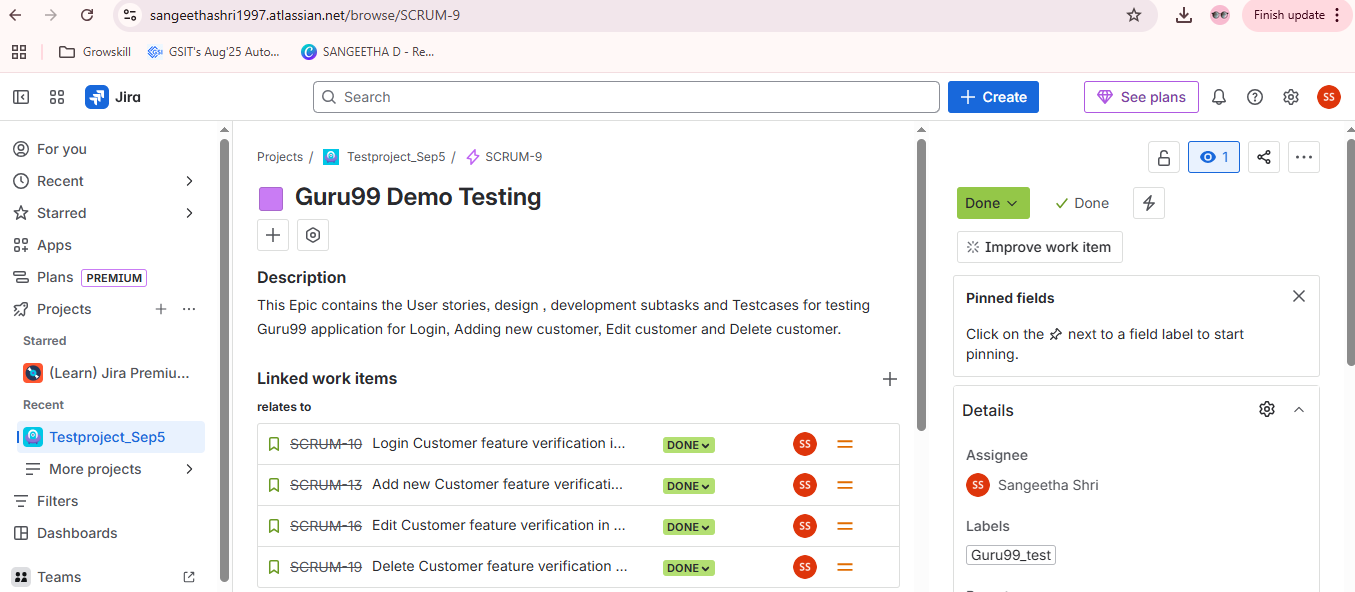 sangeethashri1997.atlassian.net/browse/SCRUM-9
Finish update
Growskill
GSIT's Aug'25 Auto...
SANGEETHA D - Re...
Jira
Search
Create
See plans
SS
For you
Recent
Starred
Apps
Plans PREMIUM
Projects
Starred
(Learn) Jira Premiu...
Recent
Testproject_Sep5
More projects
Filters
Dashboards
Teams
Projects / Testproject_Sep5 / SCRUM-9
Guru99 Demo Testing
Description
This Epic contains the User stories, design , development subtasks and Testcases for testing
Guru99 application for Login, Adding new customer, Edit customer and Delete customer.
Linked work items
relates to
SCRUM-10 Login Customer feature verification i... DONE SS
SCRUM-13 Add new Customer feature verificati... DONE SS
SCRUM-16 Edit Customer feature verification in ... DONE SS
SCRUM-19 Delete Customer feature verification ... DONE SS
1
Done Done
Improve work item
Pinned fields
Click on the next to a field label to start
pinning.
Details
Assignee
SS Sangeetha Shri
Labels
Guru99_test